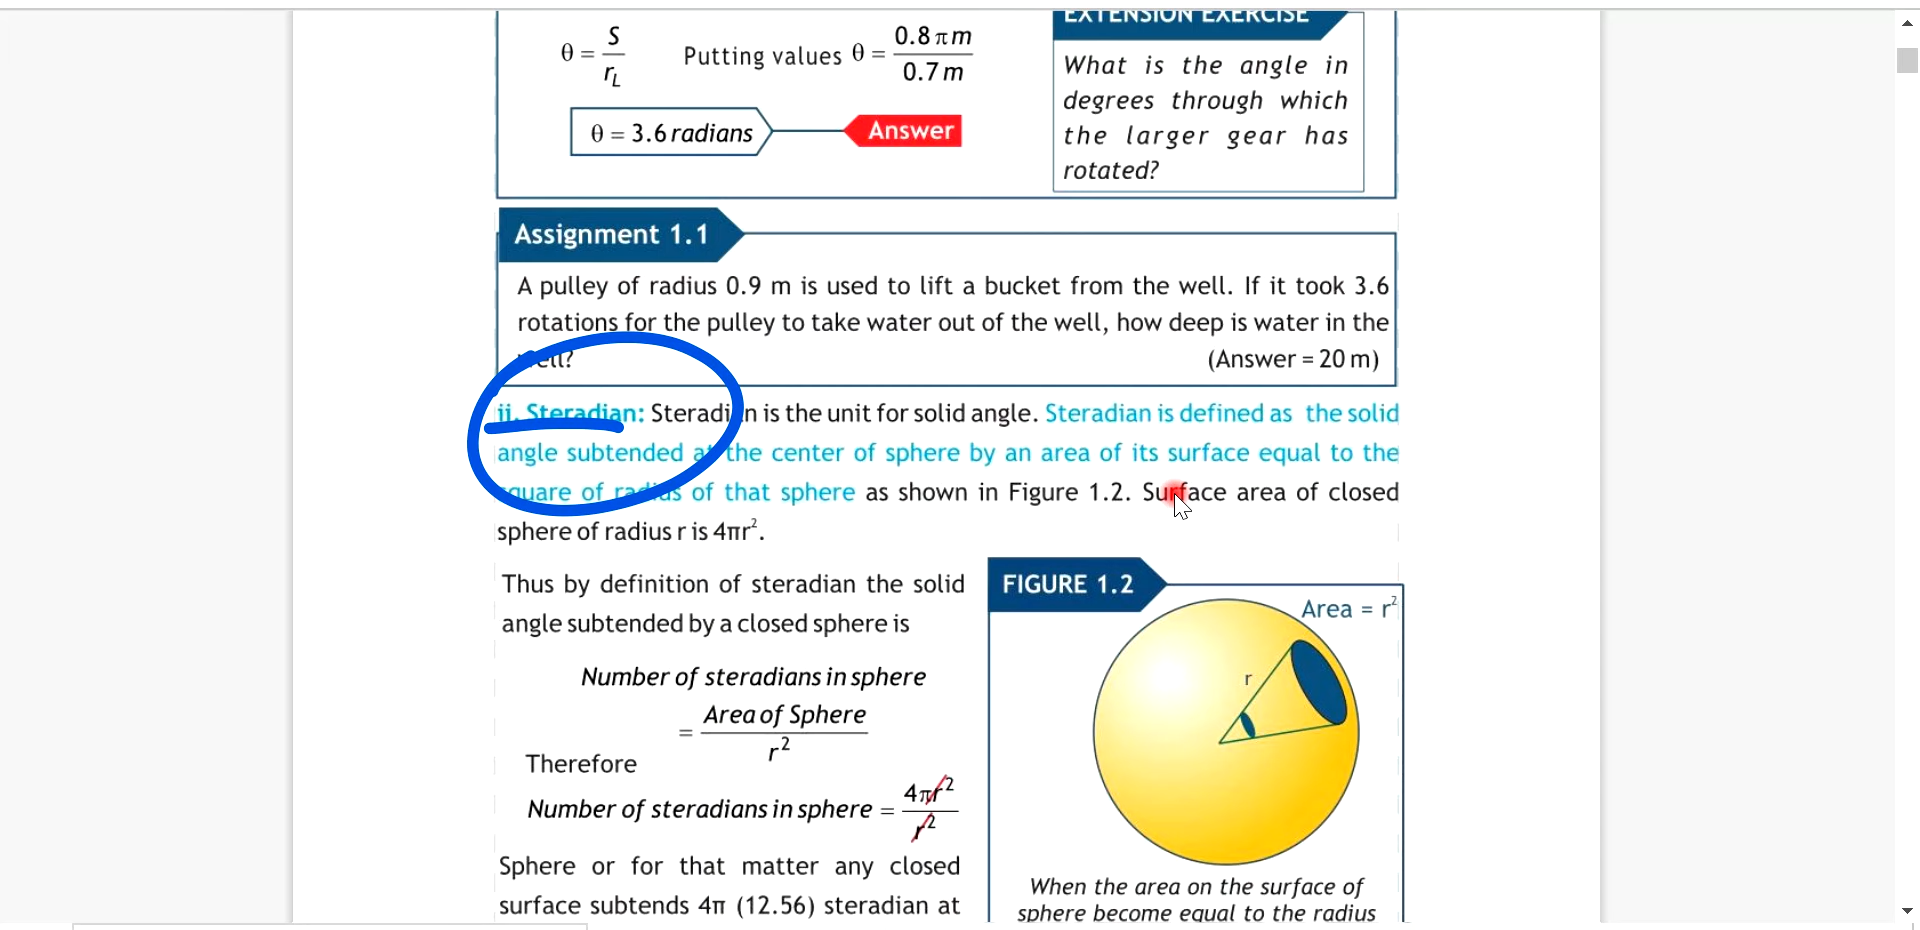 EXTENSION EXERCISE
θ = S / r_L Putting values θ = 0.8 π m / 0.7 m
What is the angle in
degrees through which
the larger gear has
rotated?
θ = 3.6 radians Answer
Assignment 1.1
A pulley of radius 0.9 m is used to lift a bucket from the well. If it took 3.6
rotations for the pulley to take water out of the well, how deep is water in the
well? (Answer = 20 m)
ii. Steradian: Steradian is the unit for solid angle. Steradian is defined as the solid
angle subtended at the center of sphere by an area of its surface equal to the
square of radius of that sphere as shown in Figure 1.2. Surface area of closed
sphere of radius r is 4πr².
Thus by definition of steradian the solid
angle subtended by a closed sphere is
Number of steradians in sphere
= Area of Sphere / r²
Therefore
Number of steradians in sphere = 4πr² / r²
Sphere or for that matter any closed
surface subtends 4π (12.56) steradian at
FIGURE 1.2
Area = r²
r
When the area on the surface of
sphere become equal to the radius